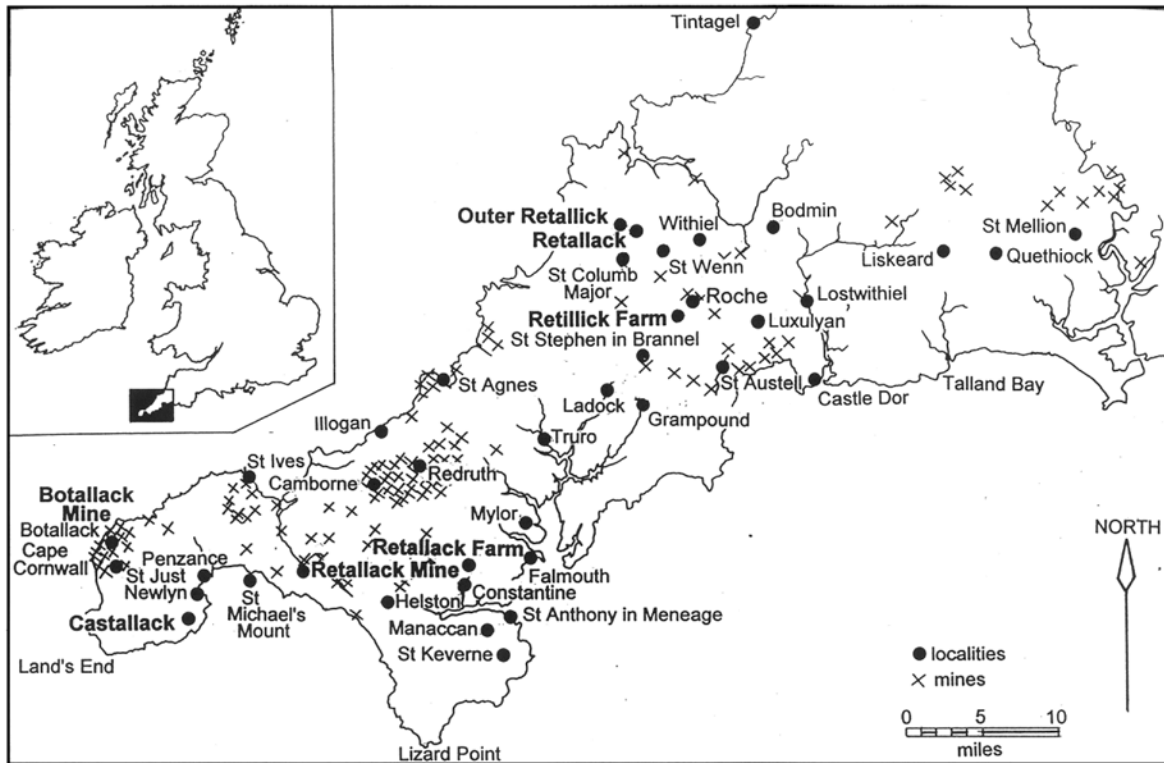 Tintagel
Outer Retallick
Withiel
Bodmin
Retallack
St Mellion
St Columb
Major
St Wenn
Liskeard
Quethiock
Roche
Lostwithiel
Retillick Farm
Luxulyan
St Stephen in Brannel
St Agnes
St Austell
Talland Bay
Ladock
Castle Dor
Grampound
Illogan
Truro
St Ives
Redruth
Camborne
Botallack
Mine
Mylor
Botallack
NORTH
Cape
Cornwall
Penzance
Retallack Farm
St Just
Retallack Mine
Falmouth
Newlyn
Constantine
St
Michael's
Mount
Helston
St Anthony in Meneage
Castallack
Manaccan
St Keverne
Land's End
localities
mines
0 5 10
miles
Lizard Point